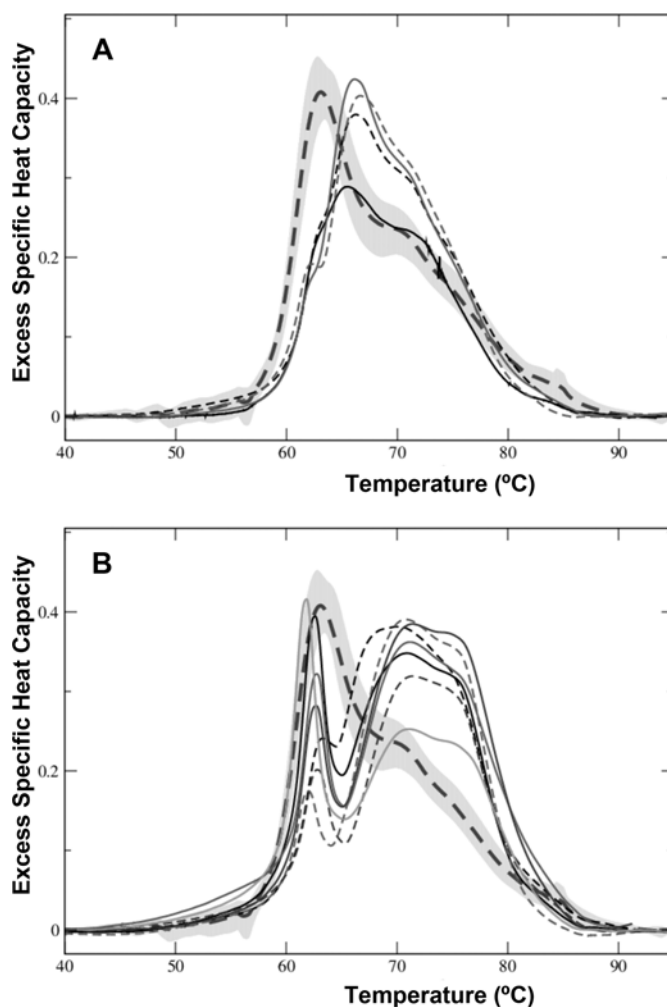 A
Excess Specific Heat Capacity
0.4
0.2
0
40 50 60 70 80 90
Temperature (ºC)
B
Excess Specific Heat Capacity
0.4
0.2
0
40 50 60 70 80 90
Temperature (ºC)